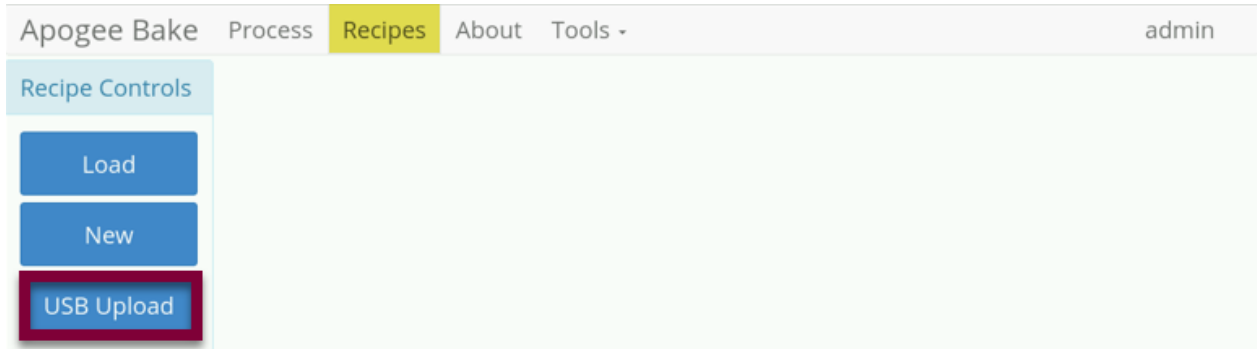 Apogee Bake Process Recipes About Tools admin
Recipe Controls
Load
New
USB Upload